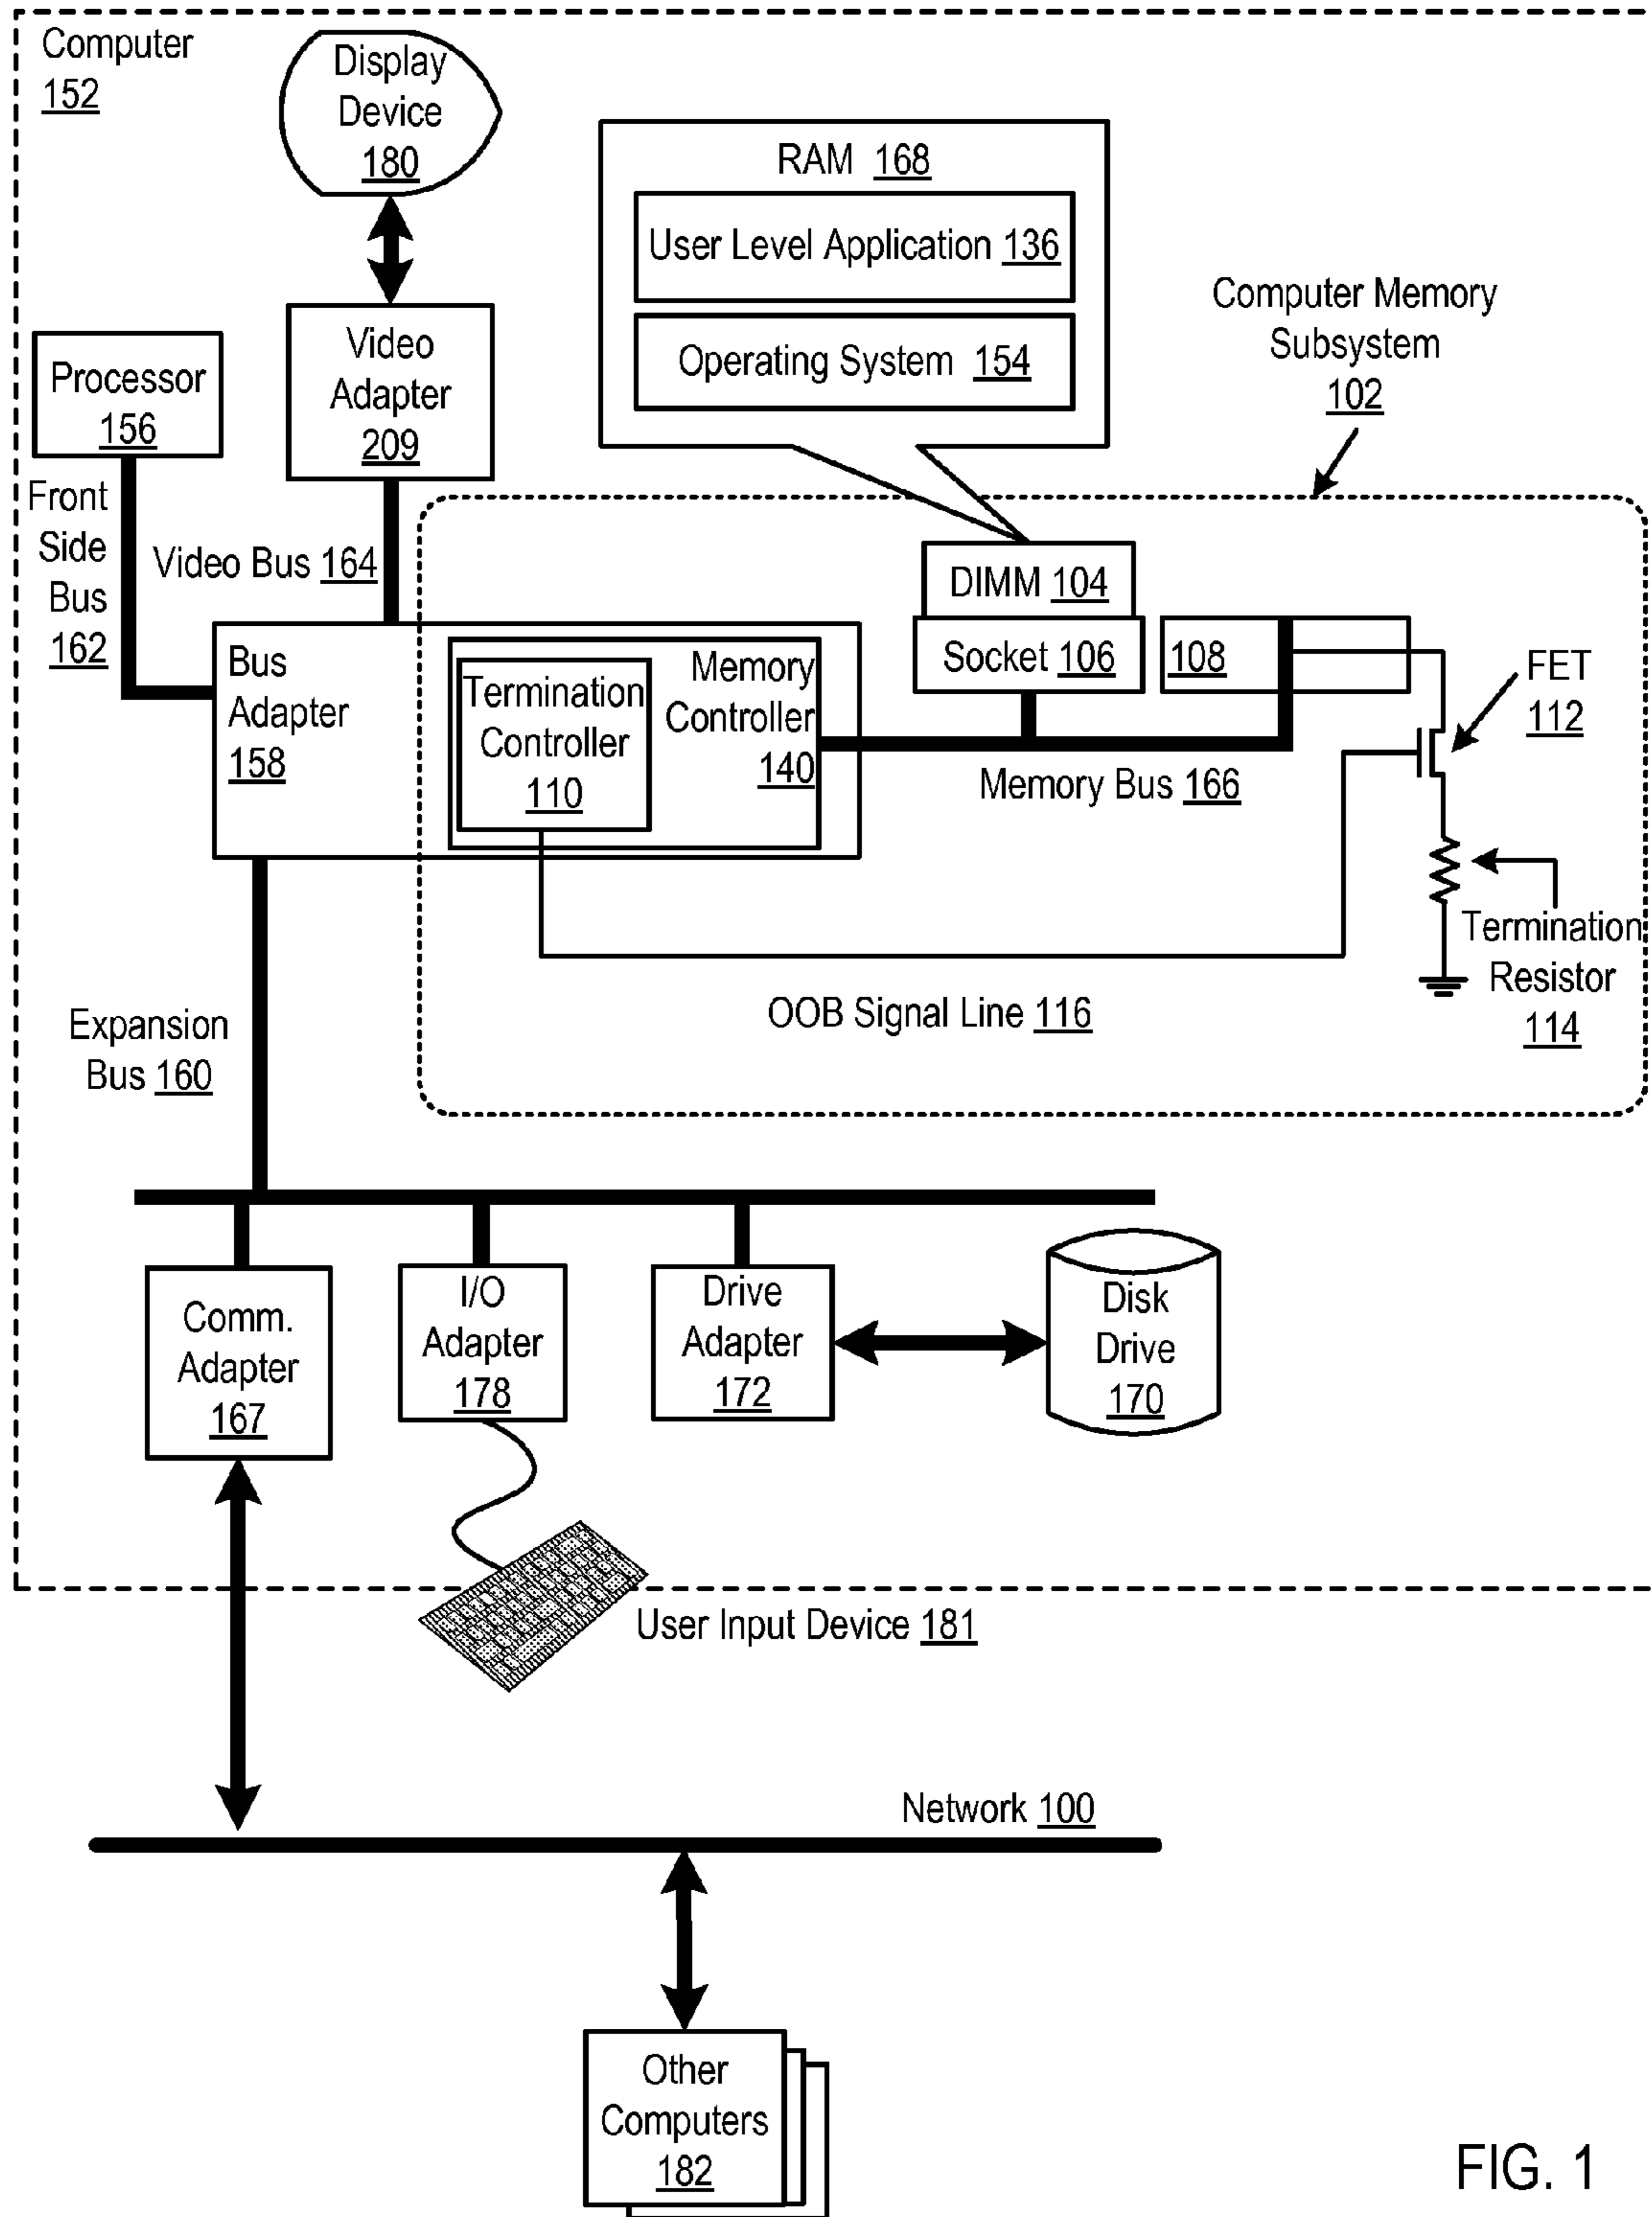 Computer
152
Display
Device
180
RAM 168
User Level Application 136
Operating System 154
Computer Memory
Subsystem
102
Video
Adapter
209
Processor
156
Front
Side
Bus
162
Video Bus 164
DIMM 104
Socket 106
108
FET
112
Bus
Adapter
158
Memory
Controller
140
Termination
Controller
110
Memory Bus 166
Termination
Resistor
114
OOB Signal Line 116
Expansion
Bus 160
Comm.
Adapter
167
I/O
Adapter
178
Drive
Adapter
172
Disk
Drive
170
User Input Device 181
Network 100
Other
Computers
182
FIG. 1